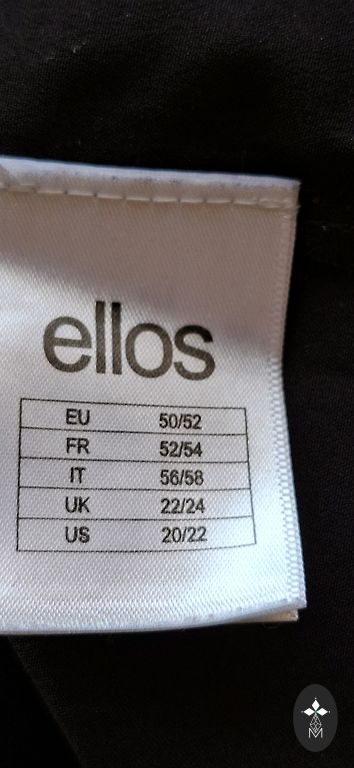 ellos
EU 50/52
FR 52/54
IT 56/58
UK 22/24
US 20/22
M